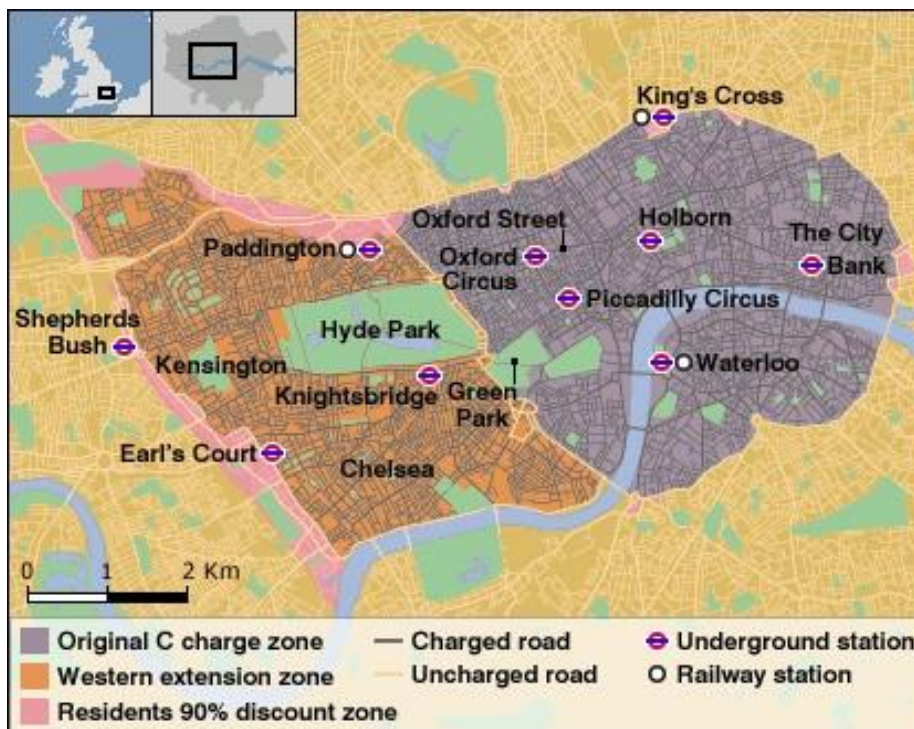 King's Cross
Oxford Street
Holborn
The City
Paddington
Oxford
Circus
Bank
Piccadilly Circus
Shepherds
Bush
Hyde Park
Kensington
Waterloo
Knightsbridge
Green
Park
Earl's Court
Chelsea
0 1 2 Km
Original C charge zone
Charged road
Underground station
Western extension zone
Uncharged road
Railway station
Residents 90% discount zone